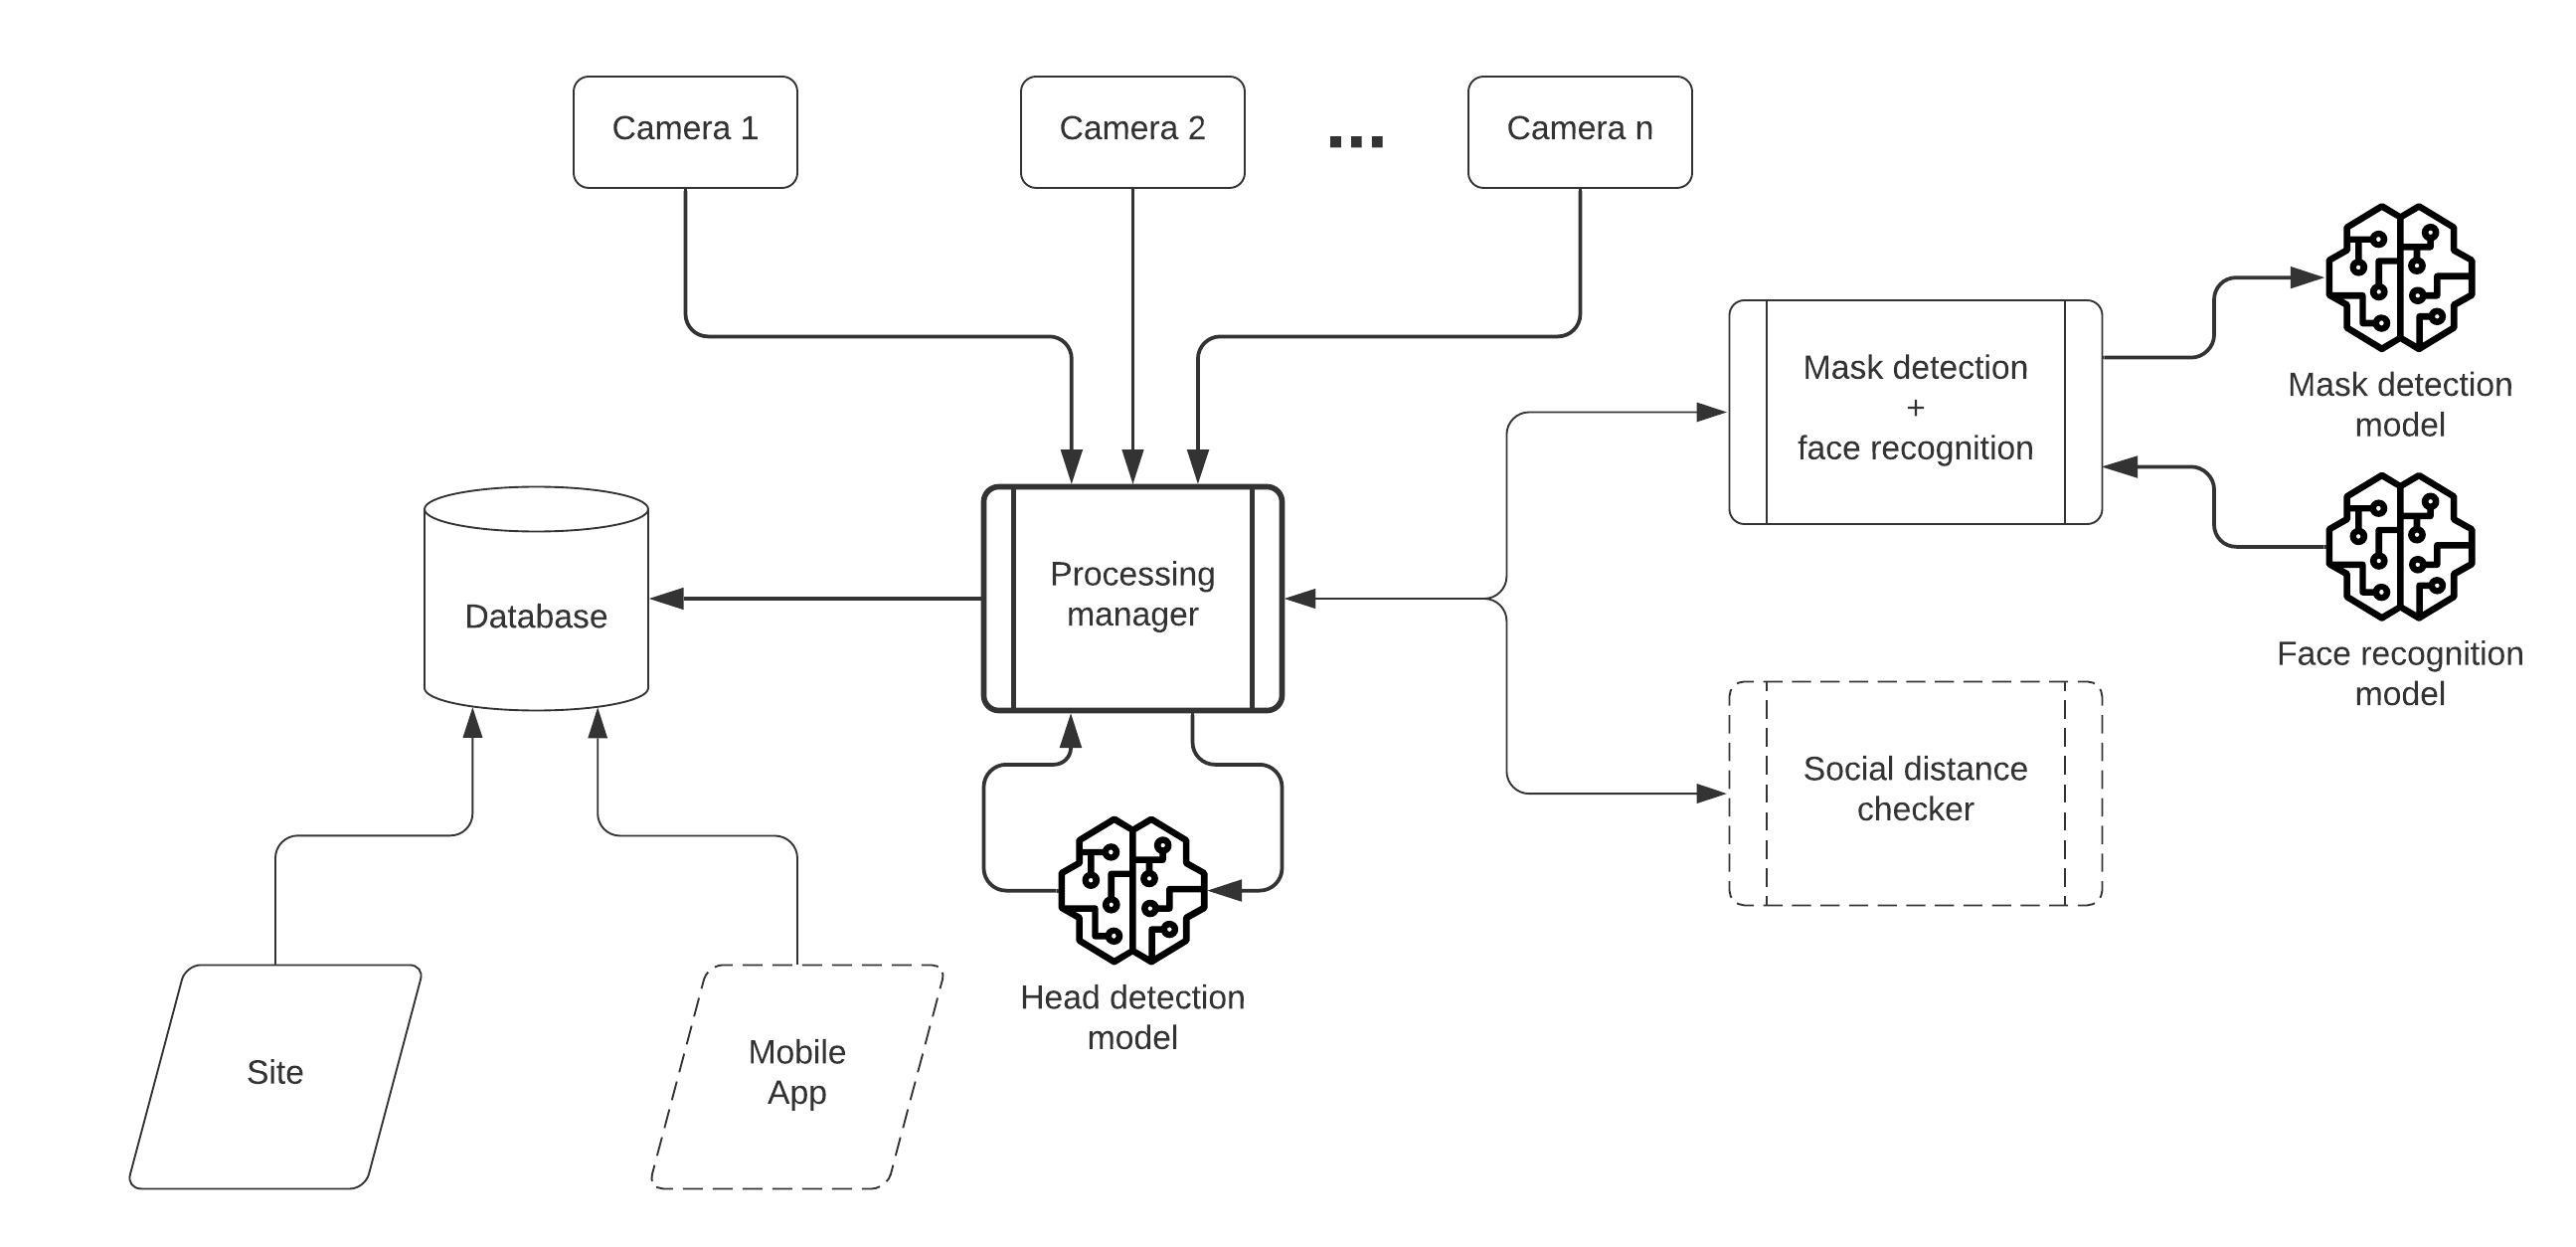 Camera 1
Camera 2
...
Camera n
Mask detection
+
face recognition
Mask detection
model
Face recognition
model
Database
Processing
manager
Social distance
checker
Head detection
model
Site
Mobile
App